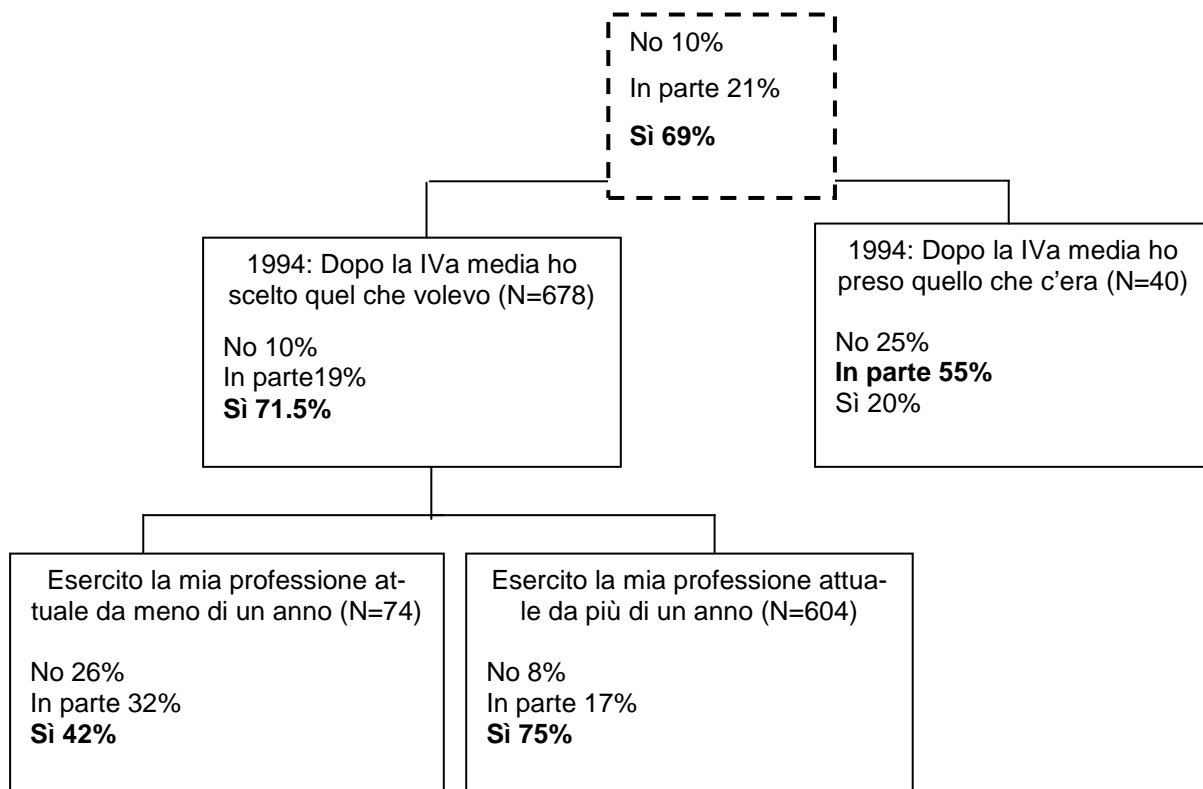 No 10%
In parte 21%
Sì 69%
1994: Dopo la IVa media ho
scelto quel che volevo (N=678)
No 10%
In parte19%
Sì 71.5%
1994: Dopo la IVa media ho
preso quello che c'era (N=40)
No 25%
In parte 55%
Sì 20%
Esercito la mia professione at-
tuale da meno di un anno (N=74)
No 26%
In parte 32%
Sì 42%
Esercito la mia professione attua-
le da più di un anno (N=604)
No 8%
In parte 17%
Sì 75%